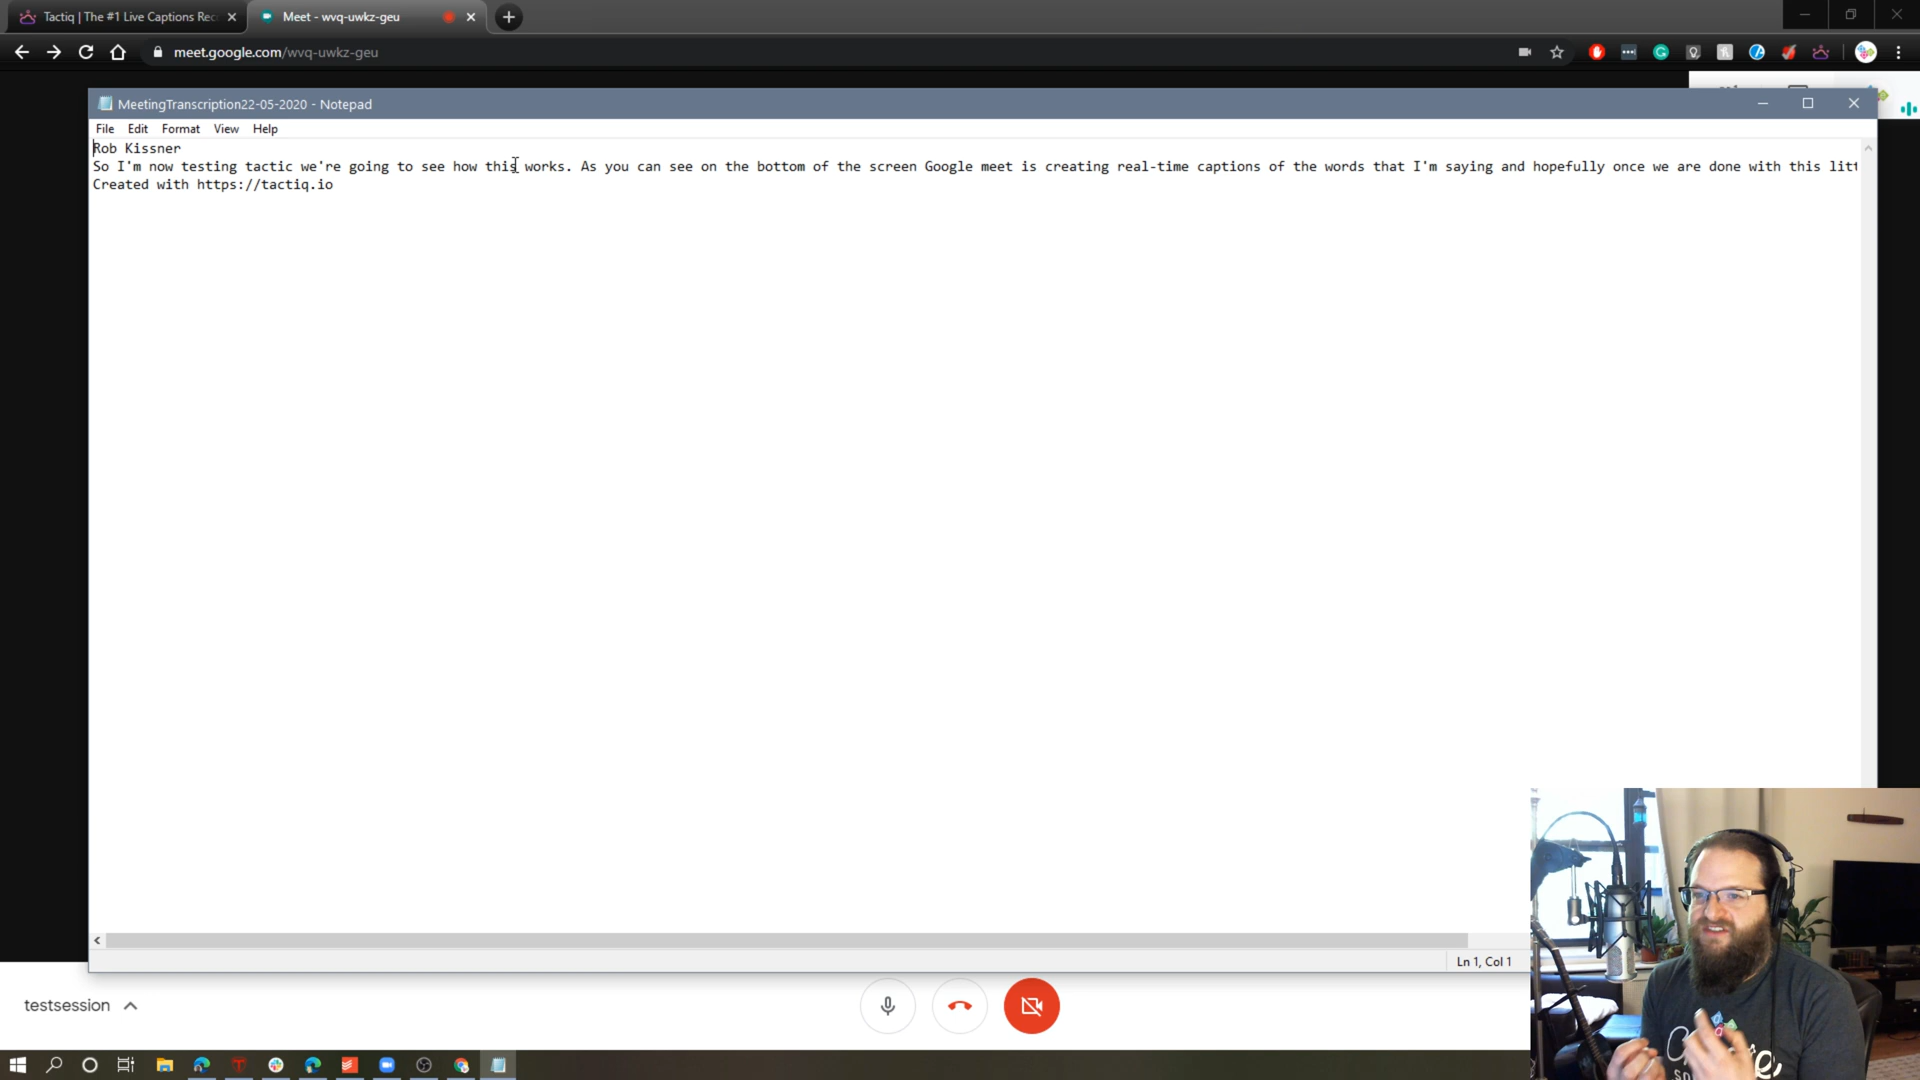 Tactiq | The #1 Live Captions Rec
Meet - wvq-uwkz-geu
meet.google.com/wvq-uwkz-geu
MeetingTranscription22-05-2020 - Notepad
File Edit Format View Help
Rob Kissner
So I'm now testing tactic we're going to see how this works. As you can see on the bottom of the screen Google meet is creating real-time captions of the words that I'm saying and hopefully once we are done with this litt
Created with https://tactiq.io
Ln 1, Col 1
testsession